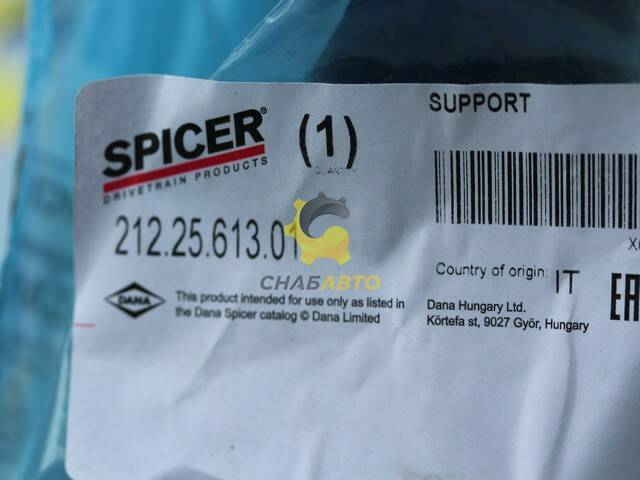 SPICER®
DRIVETRAIN PRODUCTS
(1)
QUANTITY
SUPPORT
212.25.613.01
СНАБАВТО
Country of origin: IT
EAC
DANA
This product intended for use only as listed in
the Dana Spicer catalog © Dana Limited
Dana Hungary Ltd.
Körtefa st, 9027 Győr, Hungary